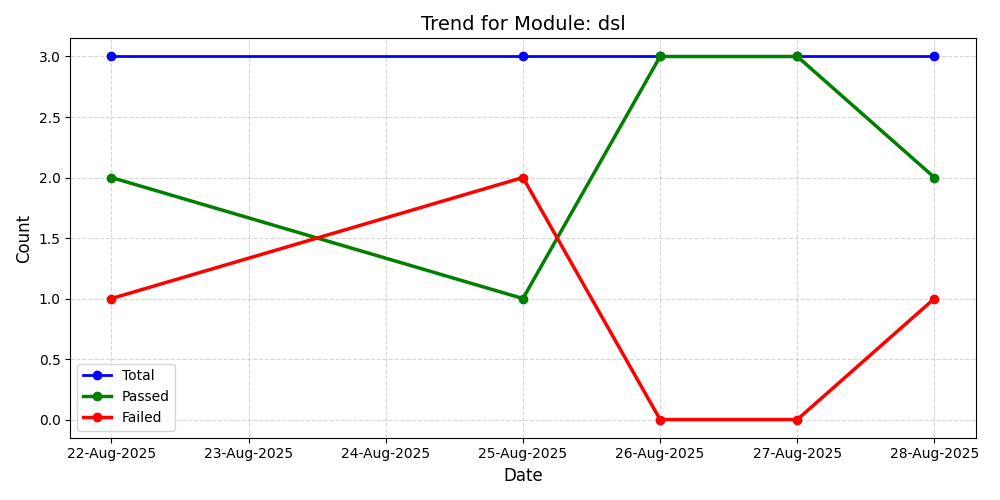 Trend for Module: dsl
Count
3.0
2.5
2.0
1.5
1.0
0.5
0.0
Total
Passed
Failed
22-Aug-2025 23-Aug-2025 24-Aug-2025 25-Aug-2025 26-Aug-2025 27-Aug-2025 28-Aug-2025
Date